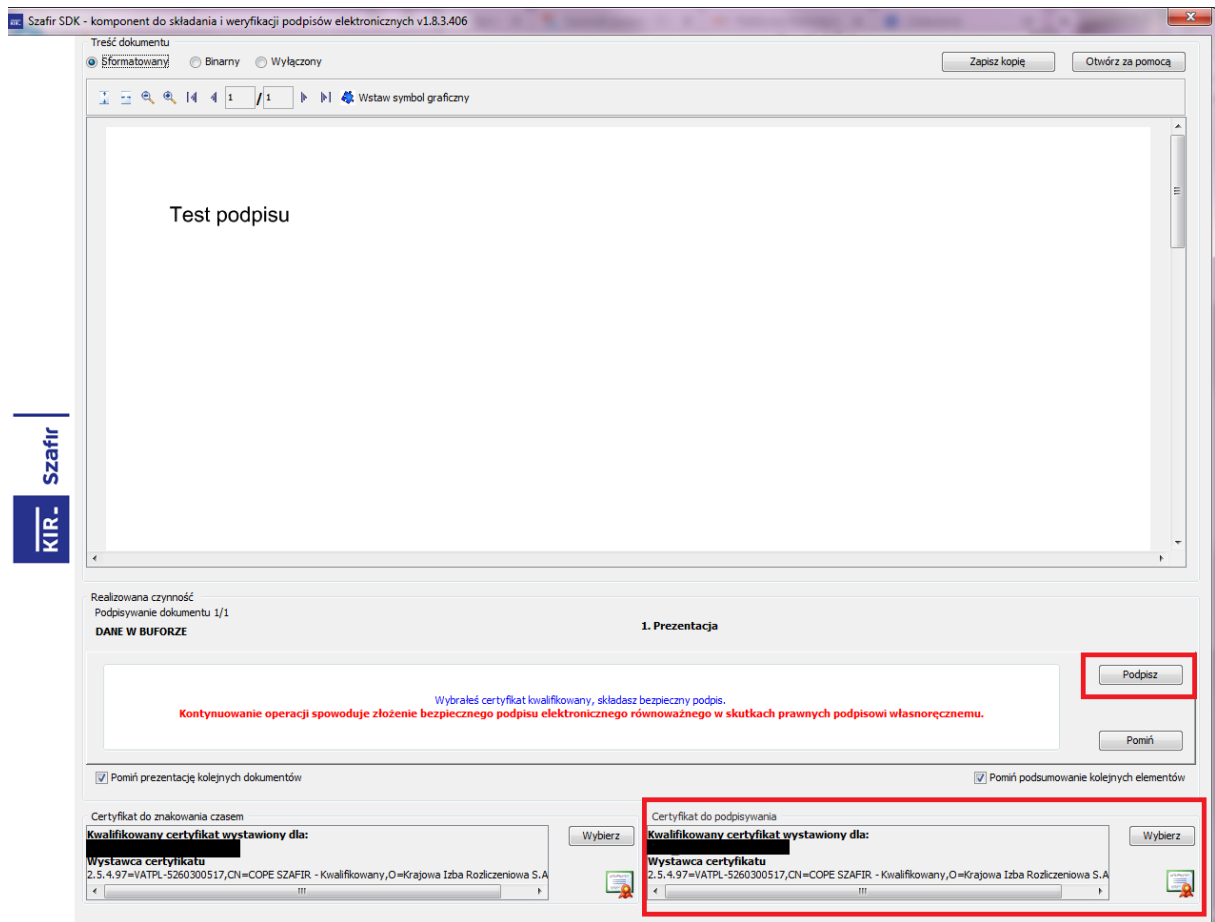 KIR Szafir SDK - komponent do składania i weryfikacji podpisów elektronicznych v1.8.3.406
Treść dokumentu
Sformatowany Binarny Wyłączony Zapisz kopię Otwórz za pomocą
1 / 1 Wstaw symbol graficzny
Test podpisu
KIR. Szafir
Realizowana czynność
Podpisywanie dokumentu 1/1
DANE W BUFORZE
1. Prezentacja
Podpisz
Wybrałeś certyfikat kwalifikowany, składasz bezpieczny podpis.
Kontynuowanie operacji spowoduje złożenie bezpiecznego podpisu elektronicznego równoważnego w skutkach prawnych podpisowi własnoręcznemu.
Pomiń
Pomiń prezentację kolejnych dokumentów Pomiń podsumowanie kolejnych elementów
Certyfikat do znakowania czasem
Kwalifikowany certyfikat wystawiony dla:
Wybierz
Wystawca certyfikatu
2.5.4.97=VATPL-5260300517,CN=COPE SZAFIR - Kwalifikowany,O=Krajowa Izba Rozliczeniowa S.A
Certyfikat do podpisywania
Kwalifikowany certyfikat wystawiony dla:
Wybierz
Wystawca certyfikatu
2.5.4.97=VATPL-5260300517,CN=COPE SZAFIR - Kwalifikowany,O=Krajowa Izba Rozliczeniowa S.A